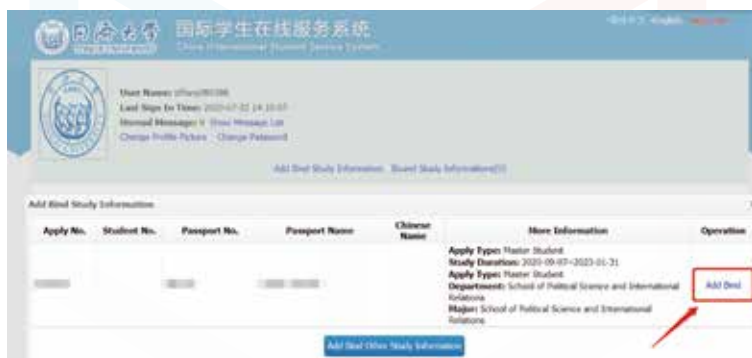 同济大学 国际学生在线服务系统
China International Student Service System
English
User Name:
Last Sign In Time: 2020-07-22
Unread Message: 0 Show Message List
Change Profile Picture Change Password
Add Bind Study Information Bound Study Information(0)
Add Bind Study Information
Apply No. Student No. Passport No. Passport Name Chinese Name More Information Operation
Apply Type: Master Student
Study Duration: 2020-09-07~2023-01-31
Apply Type: Master Student
Department: School of Political Science and International Relations
Major: School of Political Science and International Relations
Add Bind
Add Bind Other Study Information